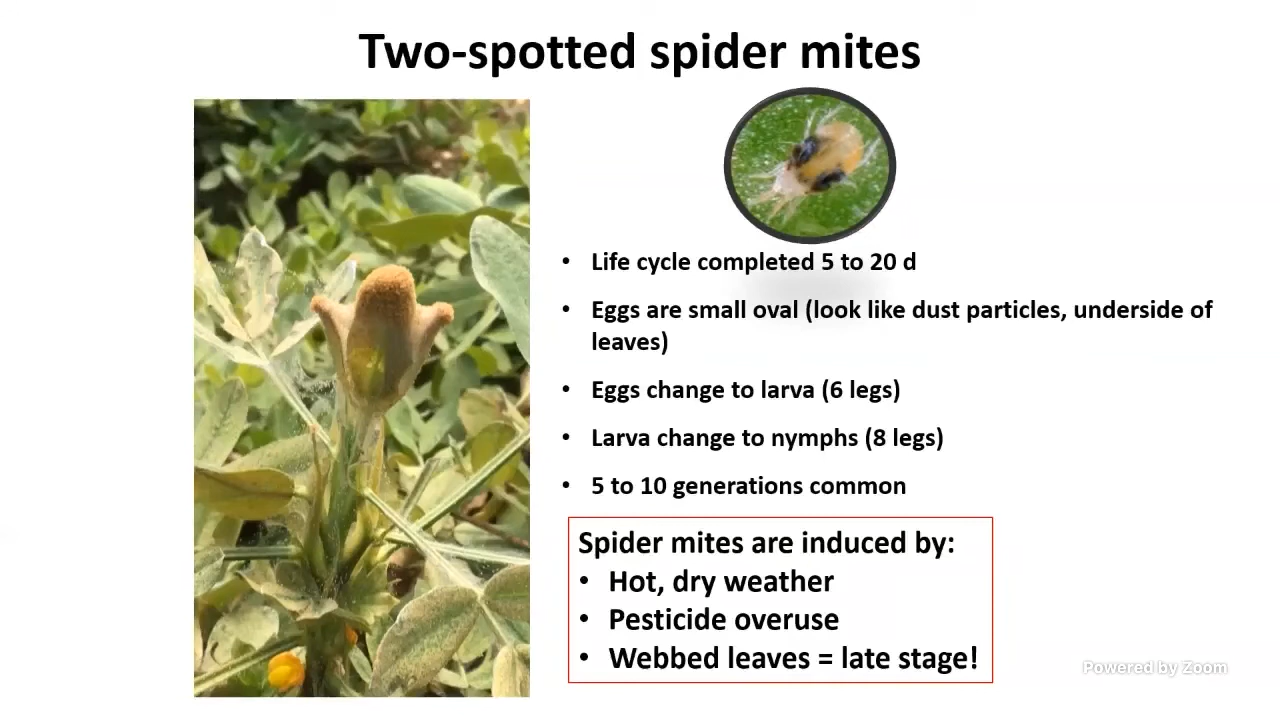 Two-spotted spider mites
• Life cycle completed 5 to 20 d
• Eggs are small oval (look like dust particles, underside of
leaves)
• Eggs change to larva (6 legs)
• Larva change to nymphs (8 legs)
• 5 to 10 generations common
Spider mites are induced by:
• Hot, dry weather
• Pesticide overuse
• Webbed leaves = late stage!
Powered by Zoom